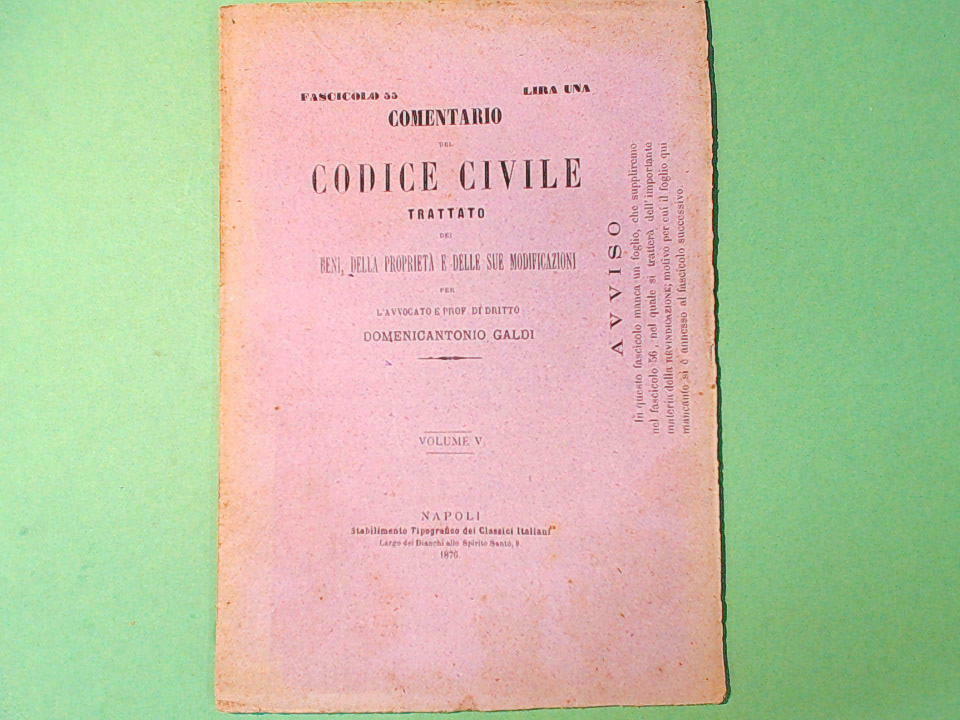 FASCICOLO 55
LIRA UNA
COMENTARIO
DEL
CODICE CIVILE
TRATTATO
DEI
BENI, DELLA PROPRIETÀ E DELLE SUE MODIFICAZIONI
PER
L'AVVOCATO E PROF. DI DRITTO
DOMENICANTONIO GALDI
VOLUME V
NAPOLI
Stabilimento Tipografico dei Classici Italiani
Largo dei Bianchi allo Spirito Santo, 9
1876.
AVVISO
In questo fascicolo manca un foglio, che suppliremo
nel fascicolo 56, nel quale si tratterà dell'importante
materia della REVINDICAZIONE; motivo per cui il foglio qui
mancante si è annesso al fascicolo successivo.